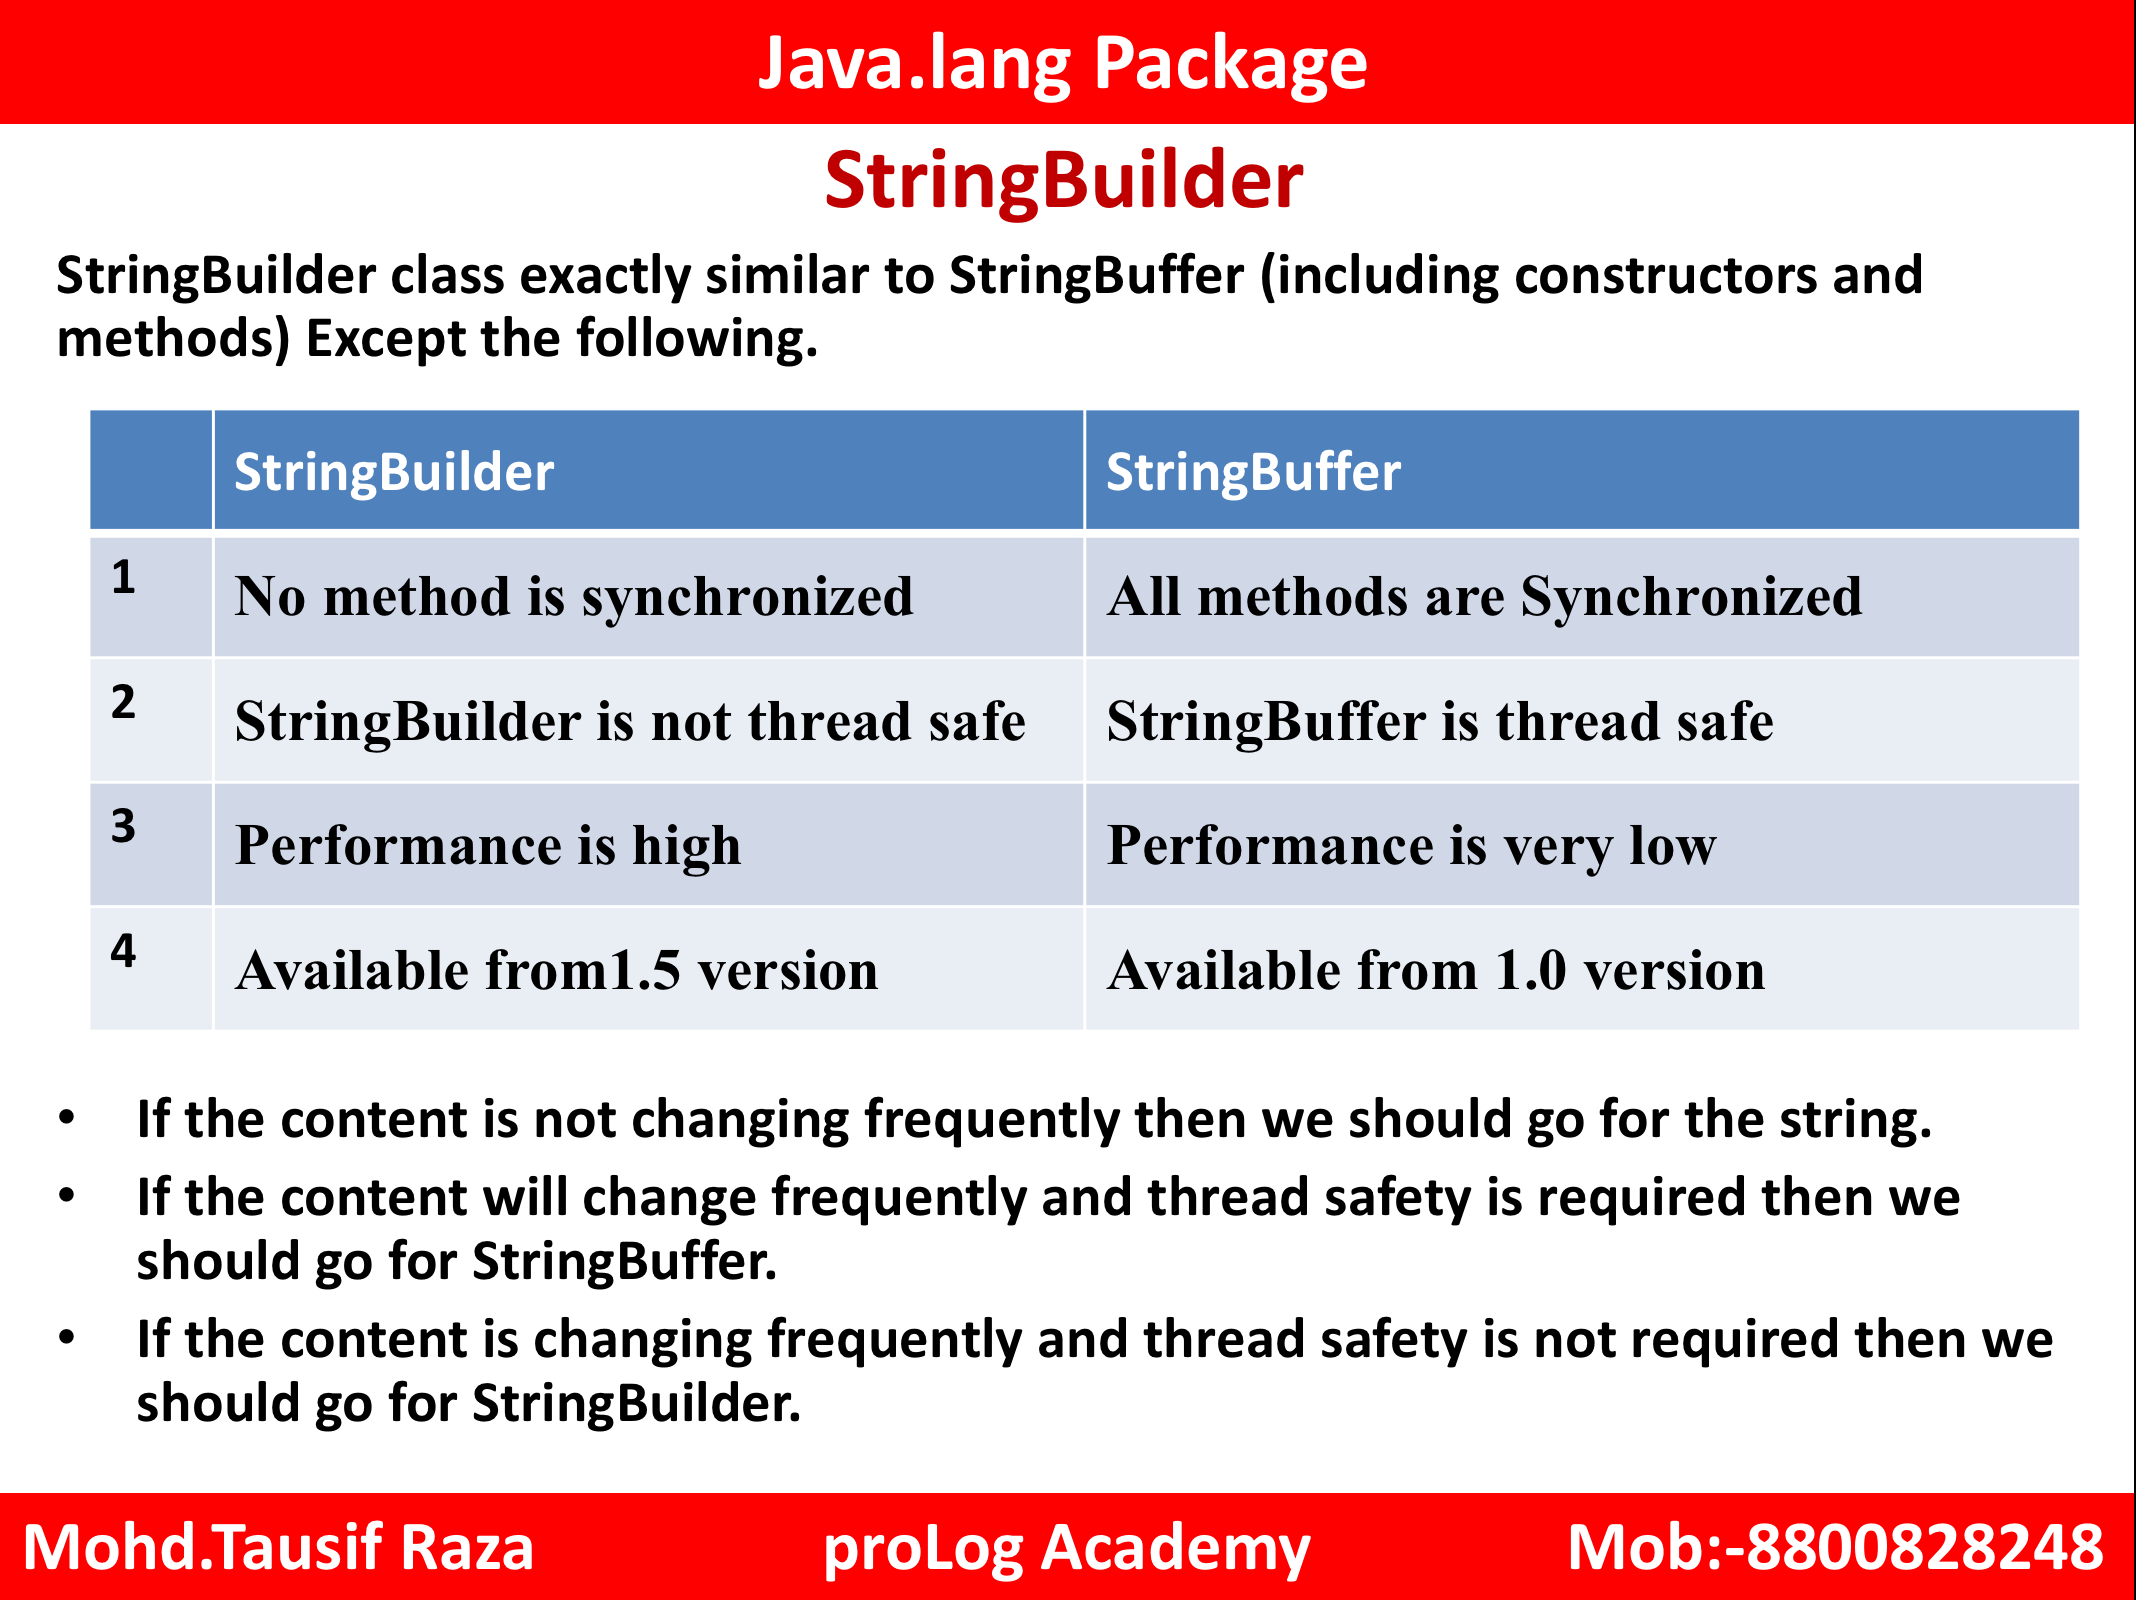 Java.lang Package
StringBuilder
StringBuilder class exactly similar to StringBuffer (including constructors and
methods) Except the following.
StringBuilder StringBuffer
1 No method is synchronized All methods are Synchronized
2 StringBuilder is not thread safe StringBuffer is thread safe
3 Performance is high Performance is very low
4 Available from1.5 version Available from 1.0 version
• If the content is not changing frequently then we should go for the string.
• If the content will change frequently and thread safety is required then we
should go for StringBuffer.
• If the content is changing frequently and thread safety is not required then we
should go for StringBuilder.
Mohd.Tausif Raza proLog Academy Mob:-8800828248